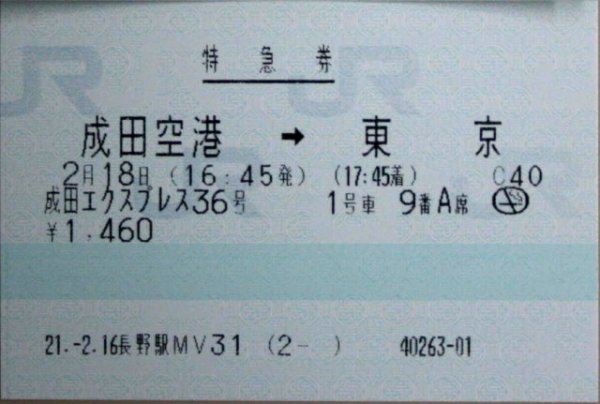 特急券
成田空港 → 東京
2月18日 (16:45発) (17:45着) C40
成田エクスプレス36号 1号車 9番A席
¥1,460
21.-2.16長野駅MV31 (2- ) 40263-01